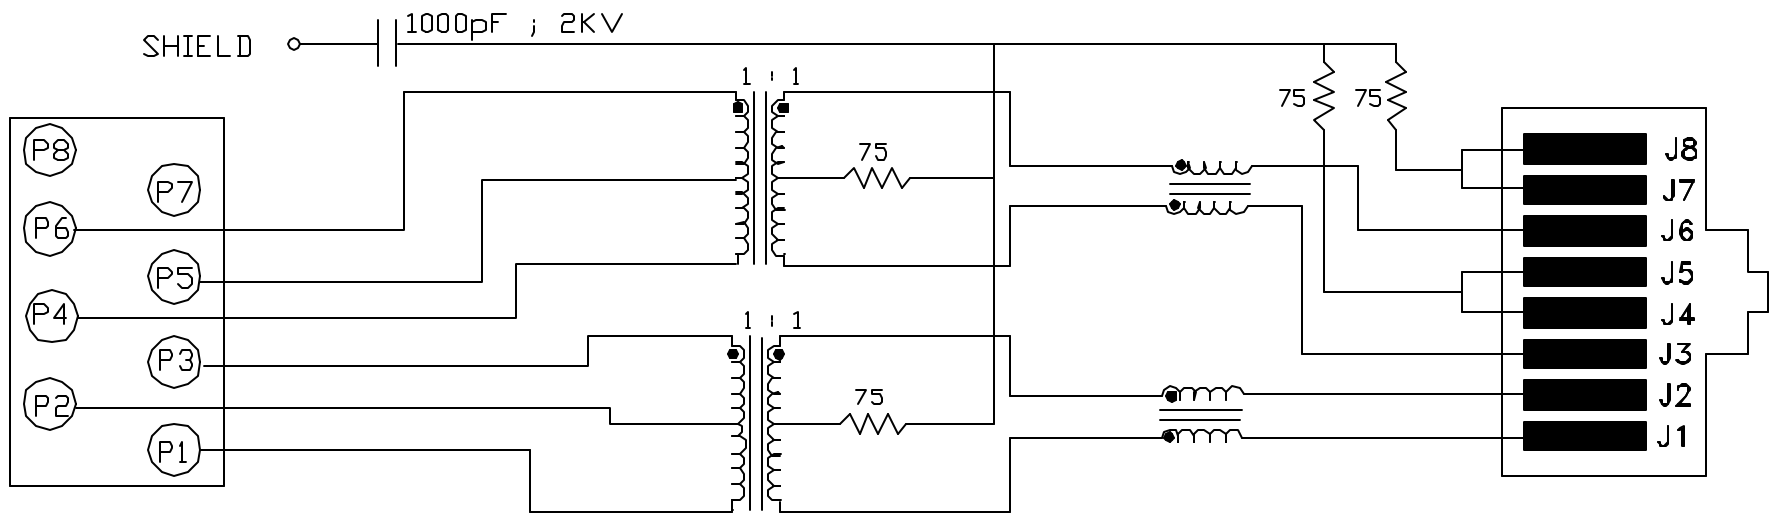 1000pF ; 2KV
SHIELD
1 : 1
75 75
P8 J8
75
P7 J7
P6 J6
P5 J5
P4 J4
1 : 1
P3 J3
75
P2 J2
P1 J1